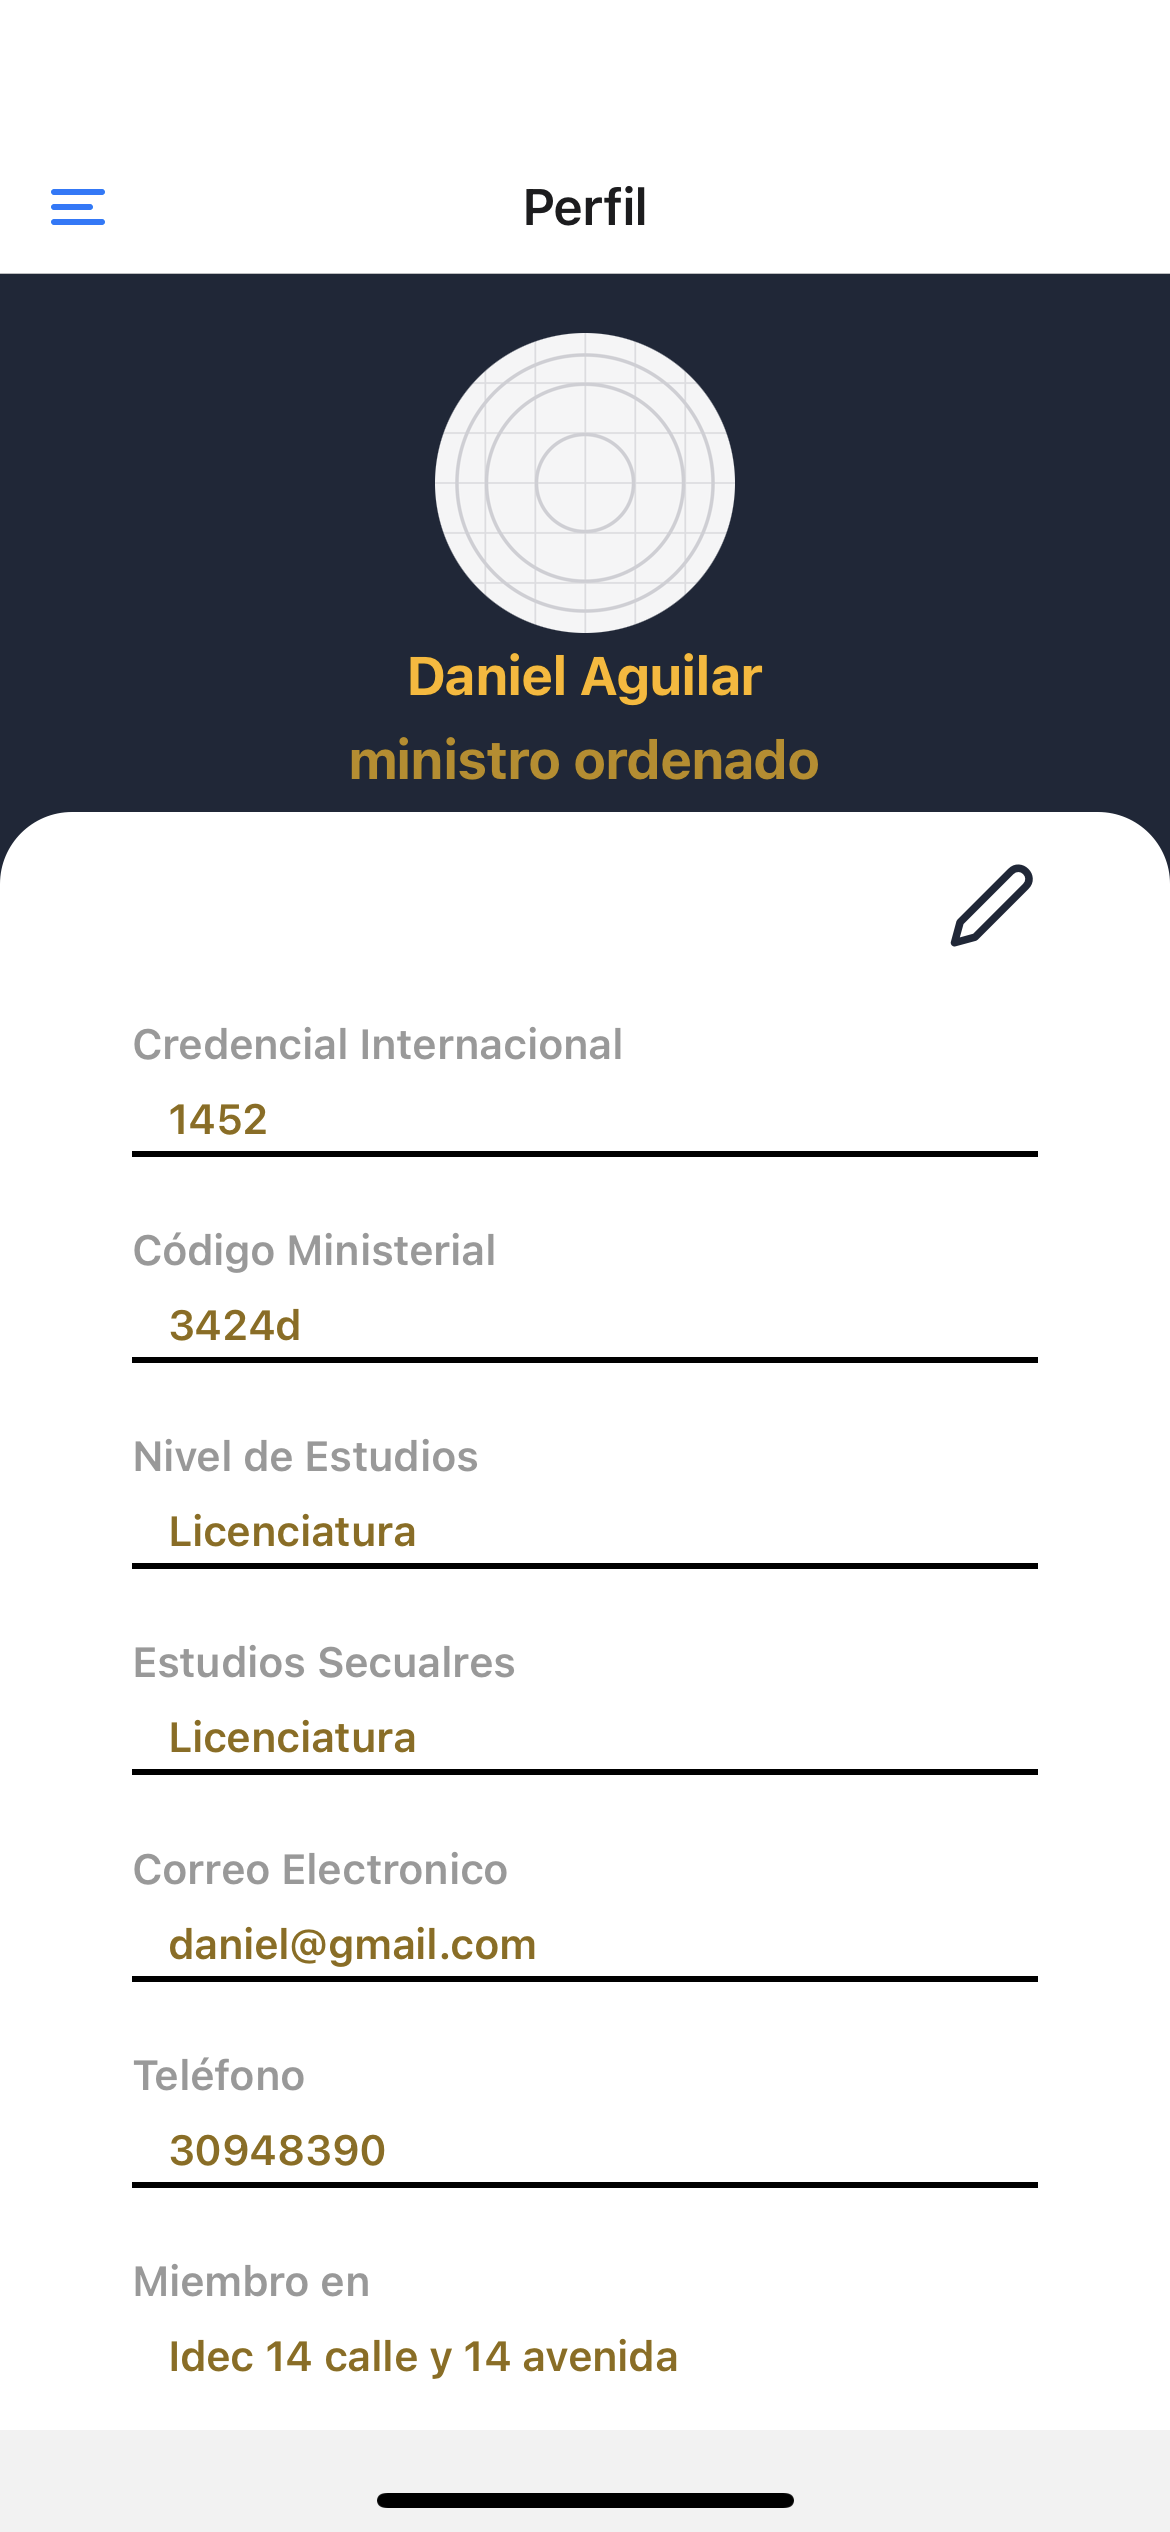 Perfil
Daniel Aguilar
ministro ordenado
Credencial Internacional
1452
Código Ministerial
3424d
Nivel de Estudios
Licenciatura
Estudios Secualres
Licenciatura
Correo Electronico
daniel@gmail.com
Teléfono
30948390
Miembro en
Idec 14 calle y 14 avenida